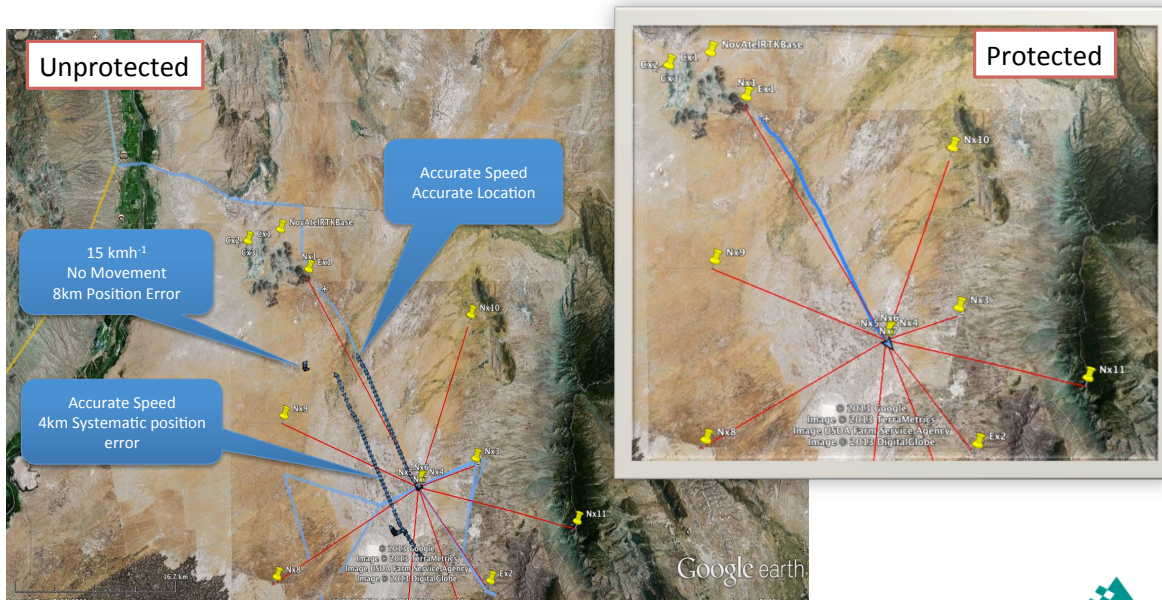 Unprotected
Accurate Speed
Accurate Location
15 kmh-1
No Movement
8km Position Error
Accurate Speed
4km Systematic position
error
NovAtelRTKBase
Cx2
Cx1
Cx3
Nx1
Ex1
Nx10
Nx9
Nx3
Nx6
Nx5
Nx4
Nx11
Nx8
Ex2
© 2013 Google
Image © 2013 TerraMetrics
Image USDA Farm Service Agency
Image © 2013 DigitalGlobe
16.7 km
Google earth
Protected
NovAtelRTKBase
Cx2
Cx1
Cx3
Nx1
Ex1
Nx10
Nx9
Nx3
Nx6
Nx5
Nx4
Nx11
Nx8
Ex2
© 2013 Google
Image © 2013 TerraMetrics
Image USDA Farm Service Agency
Image © 2013 DigitalGlobe